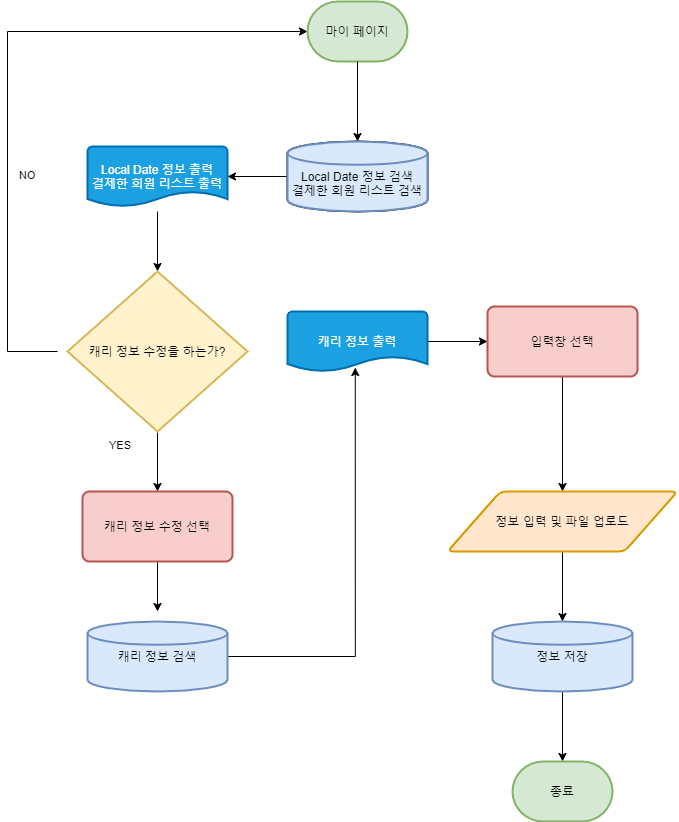 마이 페이지
Local Date 정보 검색
결제한 회원 리스트 검색
Local Date 정보 출력
결제한 회원 리스트 출력
NO
캐리 정보 수정을 하는가?
YES
캐리 정보 수정 선택
캐리 정보 검색
캐리 정보 출력
입력창 선택
정보 입력 및 파일 업로드
정보 저장
종료